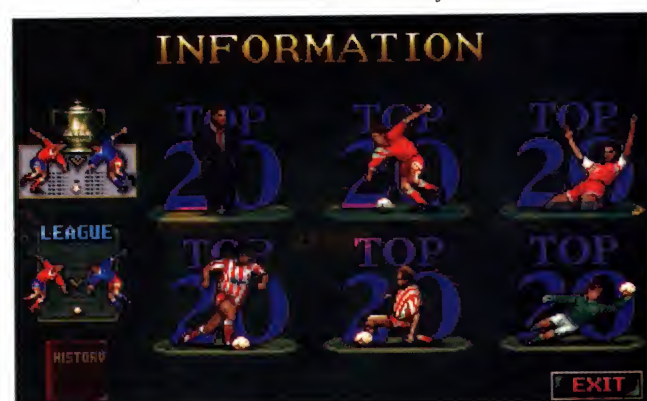 INFORMATION
TOP TOP TOP
20 20 20
LEAGUE
TOP TOP TOP
20 20 20
HISTORY
EXIT